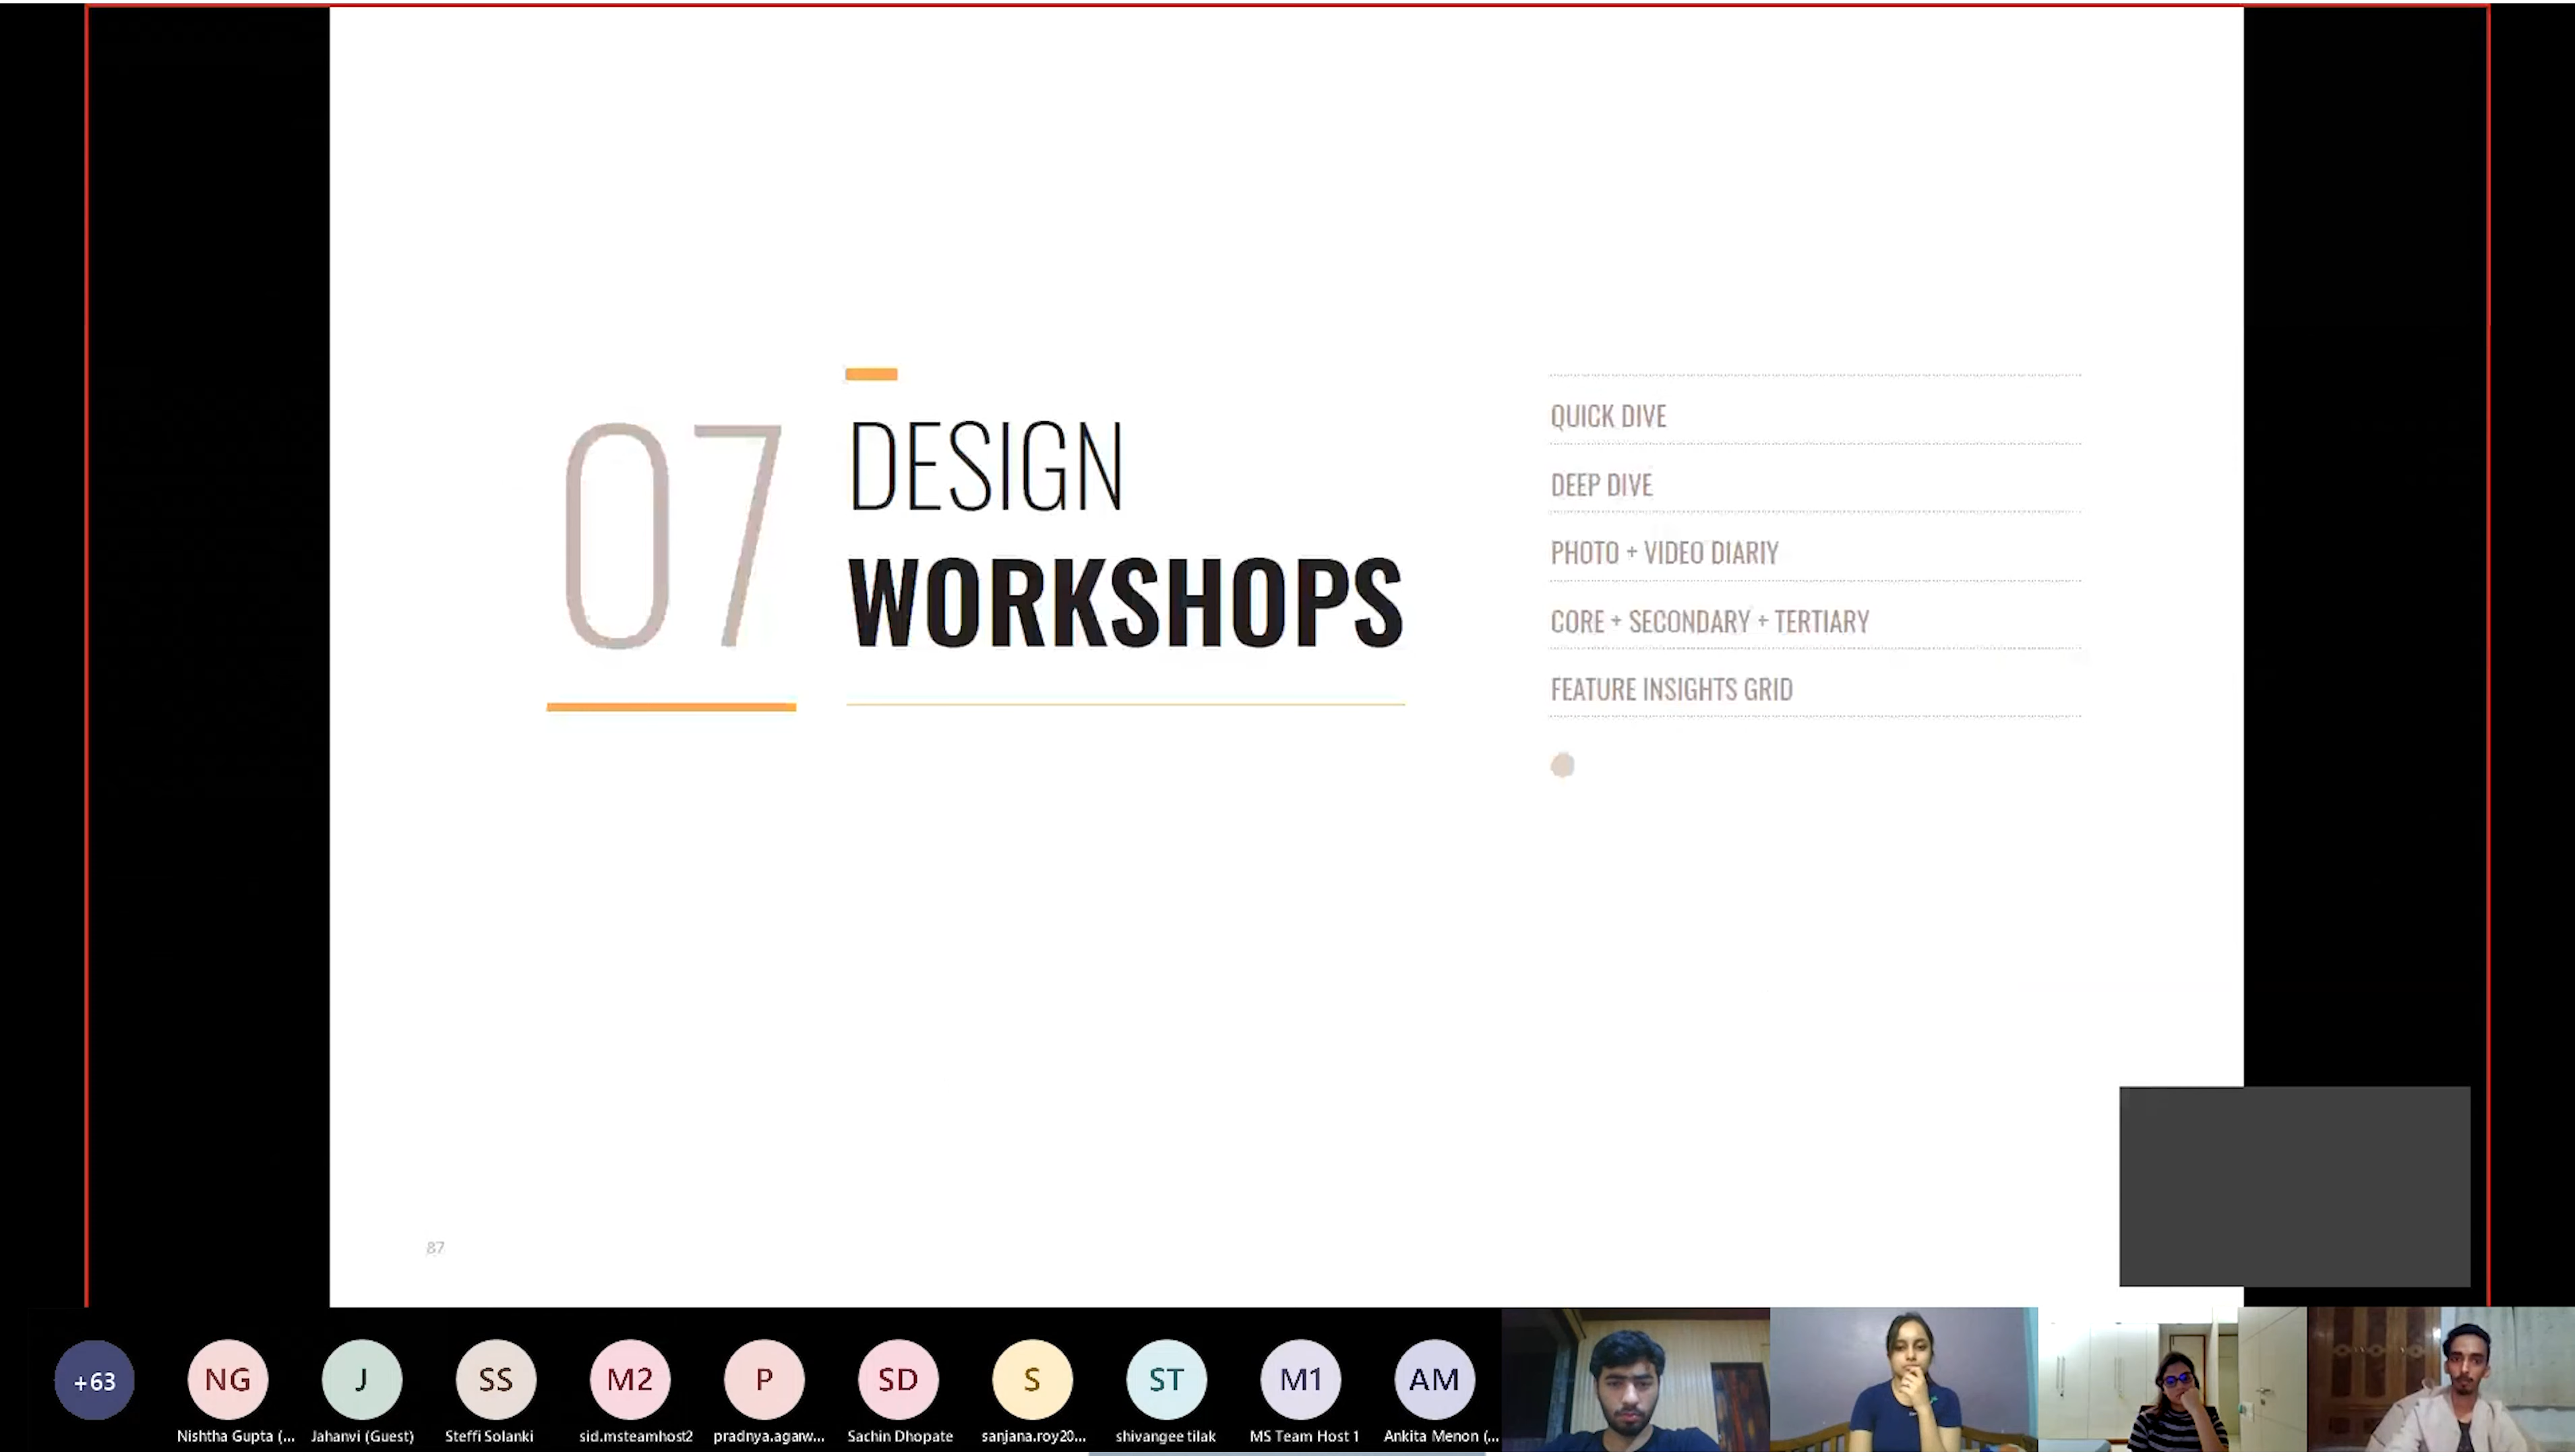 07
DESIGN
WORKSHOPS
QUICK DIVE
DEEP DIVE
PHOTO + VIDEO DIARIY
CORE + SECONDARY + TERTIARY
FEATURE INSIGHTS GRID
87
+63
NG
J
SS
M2
P
SD
S
ST
M1
AM
Nishtha Gupta (...
Jahanvi (Guest)
Steffi Solanki
sid.msteamhost2
pradnya.agarw...
Sachin Dhopate
sanjana.roy20...
shivangee tilak
MS Team Host 1
Ankita Menon (...